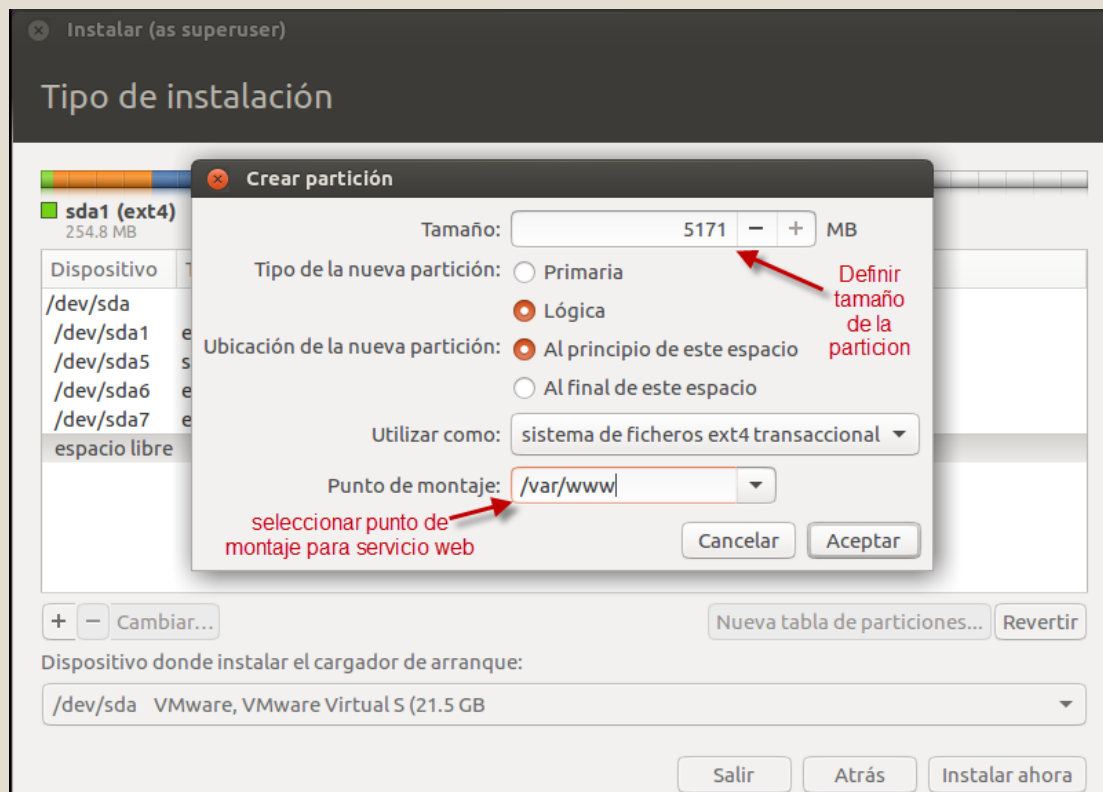 Instalar (as superuser)
Tipo de instalación
Crear partición
sda1 (ext4)
254.8 MB
Tamaño: 5171 − + MB
Tipo de la nueva partición: Primaria
Lógica
Ubicación de la nueva partición: Al principio de este espacio
Al final de este espacio
Utilizar como: sistema de ficheros ext4 transaccional
Punto de montaje: /var/www
Cancelar Aceptar
Definir
tamaño
de la
particion
seleccionar punto de
montaje para servicio web
Dispositivo T
/dev/sda
/dev/sda1 e
/dev/sda5 s
/dev/sda6 e
/dev/sda7 e
espacio libre
+ − Cambiar... Nueva tabla de particiones... Revertir
Dispositivo donde instalar el cargador de arranque:
/dev/sda VMware, VMware Virtual S (21.5 GB
Salir Atrás Instalar ahora